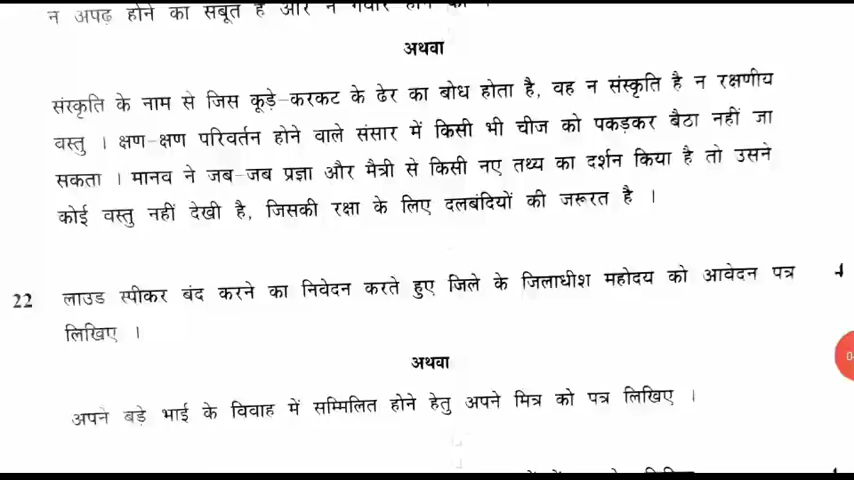 न अपढ़ होने का सबूत है और न गंवार होने का
अथवा
संस्कृति के नाम से जिस कूड़े-करकट के ढेर का बोध होता है, वह न संस्कृति है न रक्षणीय
वस्तु । क्षण-क्षण परिवर्तन होने वाले संसार में किसी भी चीज को पकड़कर बैठा नहीं जा
सकता । मानव ने जब-जब प्रज्ञा और मैत्री से किसी नए तथ्य का दर्शन किया है तो उसने
कोई वस्तु नहीं देखी है, जिसकी रक्षा के लिए दलबंदियों की जरूरत है ।
22 लाउड स्पीकर बंद करने का निवेदन करते हुए जिले के जिलाधीश महोदय को आवेदन पत्र 4
लिखिए ।
अथवा
अपने बड़े भाई के विवाह में सम्मिलित होने हेतु अपने मित्र को पत्र लिखिए ।